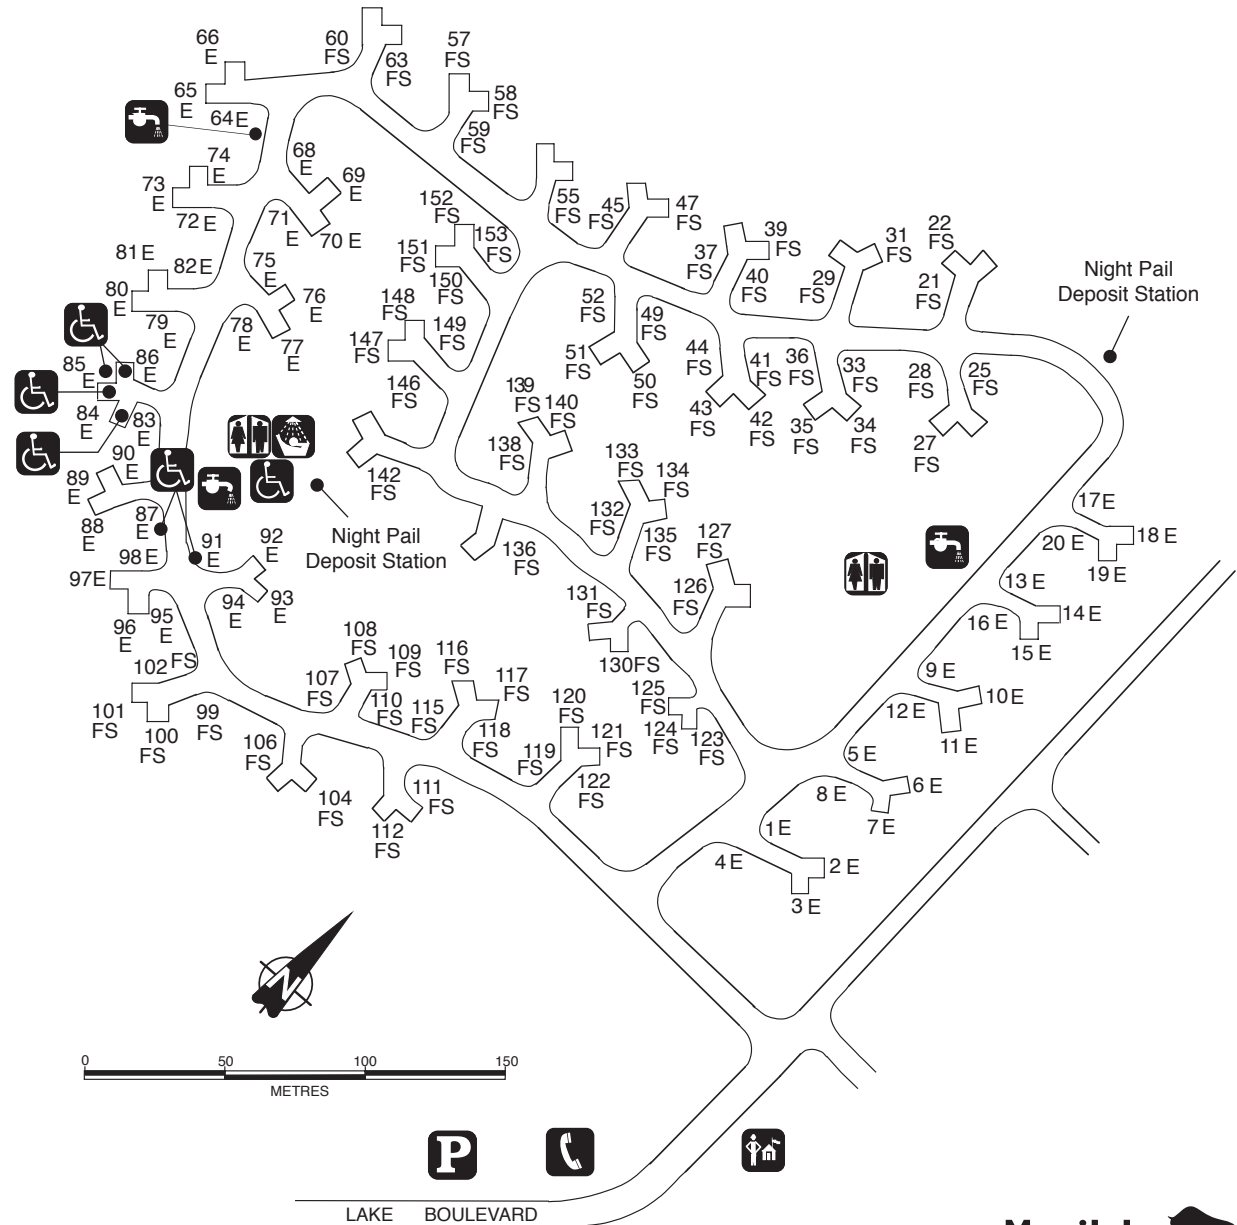 66
E
60
FS
63
FS
57
FS
65
E
58
FS
64 E
59
FS
74
E
68
E
69
E
73
E
152
FS
55
FS
45
FS
47
FS
72 E
71
E
70 E
153
FS
39
FS
31
FS
22
FS
81 E
82 E
75
E
151
FS
37
FS
40
FS
29
FS
21
FS
Night Pail
Deposit Station
80
E
76
E
150
FS
148
FS
52
FS
49
FS
79
E
78
E
77
E
147
FS
149
FS
51
FS
50
FS
44
FS
41
FS
36
FS
33
FS
28
FS
25
FS
85
E
86
E
146
FS
139
FS
140
FS
43
FS
42
FS
35
FS
34
FS
27
FS
84
E
83
E
138
FS
90
E
89
E
142
FS
133
FS
134
FS
88
E
87
E
91
E
92
E
Night Pail
Deposit Station
136
FS
132
FS
135
FS
127
FS
17 E
18 E
20 E
19 E
98 E
97 E
94
E
93
E
131
FS
126
FS
13 E
14 E
16 E
15 E
96
E
95
E
102
FS
108
FS
109
FS
116
FS
117
FS
130 FS
9 E
10 E
12 E
11 E
101
FS
100
FS
99
FS
107
FS
110
FS
115
FS
118
FS
120
FS
121
FS
125
FS
124
FS
123
FS
106
FS
104
FS
111
FS
112
FS
119
FS
122
FS
5 E
6 E
8 E
7 E
1 E
2 E
4 E
3 E
N
0 50 100 150
METRES
P
LAKE BOULEVARD